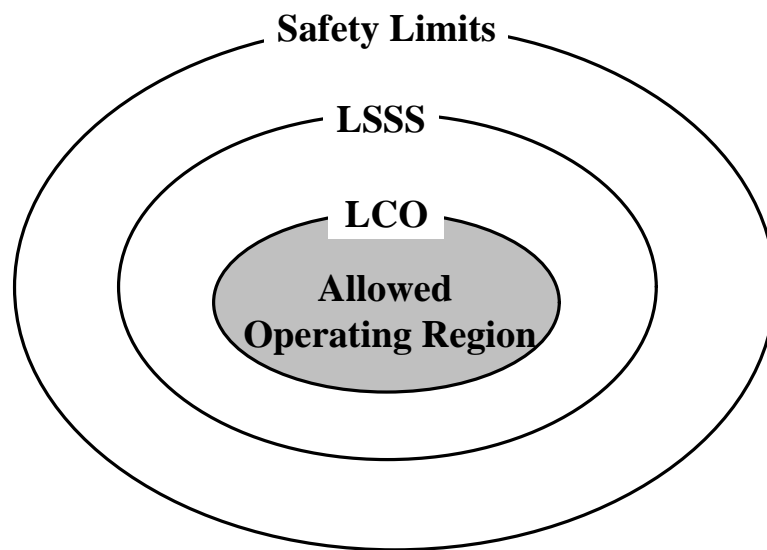 Safety Limits
LSSS
LCO
Allowed
Operating Region